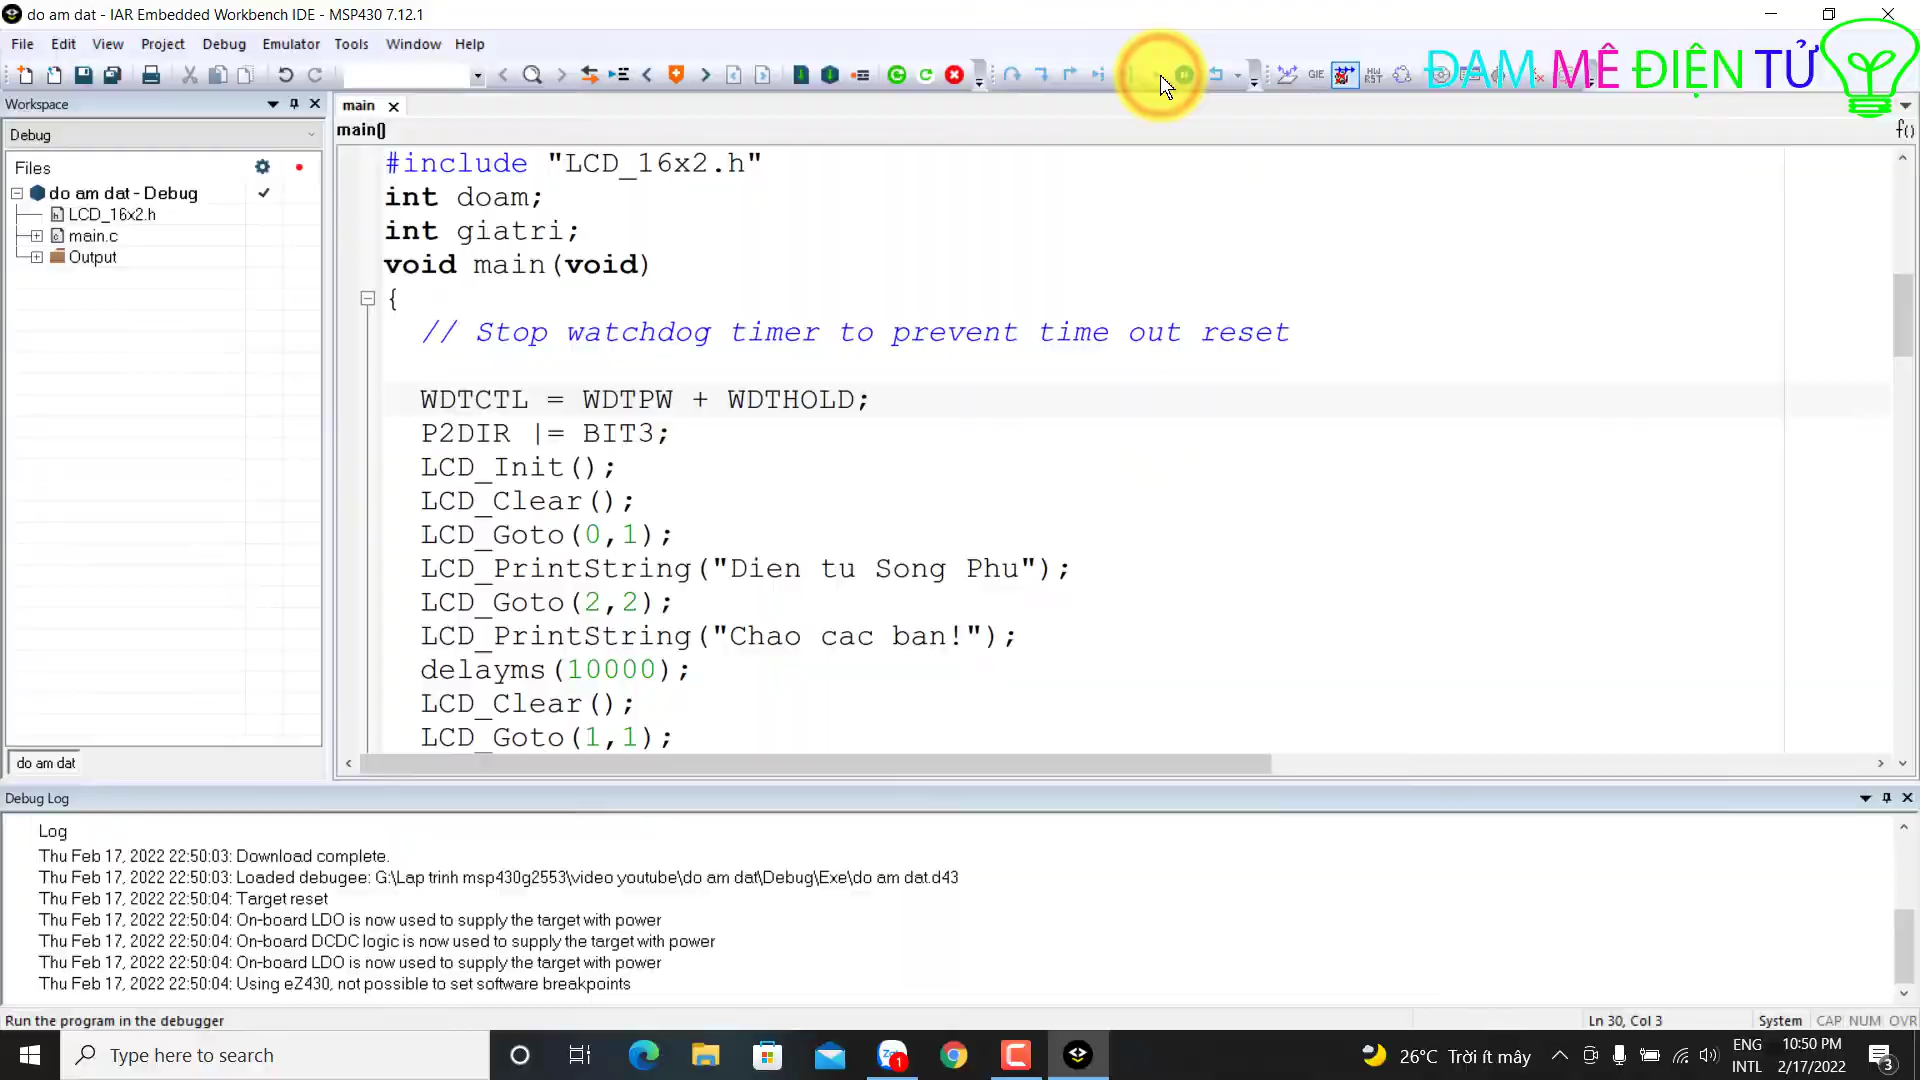 do am dat - IAR Embedded Workbench IDE - MSP430 7.12.1
File Edit View Project Debug Emulator Tools Window Help
GIE HW RST
ĐAM MÊ ĐIỆN TỬ
Workspace
main
Debug
main()
f()
Files
do am dat - Debug
LCD_16x2.h
main.c
Output
do am dat
#include "LCD_16x2.h"
int doam;
int giatri;
void main(void)
{
// Stop watchdog timer to prevent time out reset
WDTCTL = WDTPW + WDTHOLD;
P2DIR |= BIT3;
LCD_Init();
LCD_Clear();
LCD_Goto(0,1);
LCD_PrintString("Dien tu Song Phu");
LCD_Goto(2,2);
LCD_PrintString("Chao cac ban!");
delayms(10000);
LCD_Clear();
LCD_Goto(1,1);
Debug Log
Log
Thu Feb 17, 2022 22:50:03: Download complete.
Thu Feb 17, 2022 22:50:03: Loaded debugee: G:\Lap trinh msp430g2553\video youtube\do am dat\Debug\Exe\do am dat.d43
Thu Feb 17, 2022 22:50:04: Target reset
Thu Feb 17, 2022 22:50:04: On-board LDO is now used to supply the target with power
Thu Feb 17, 2022 22:50:04: On-board DCDC logic is now used to supply the target with power
Thu Feb 17, 2022 22:50:04: On-board LDO is now used to supply the target with power
Thu Feb 17, 2022 22:50:04: Using eZ430, not possible to set software breakpoints
Run the program in the debugger
Ln 30, Col 3
System
CAP NUM OVR
Type here to search
1
26°C Trời ít mây
ENG
INTL
10:50 PM
2/17/2022
3